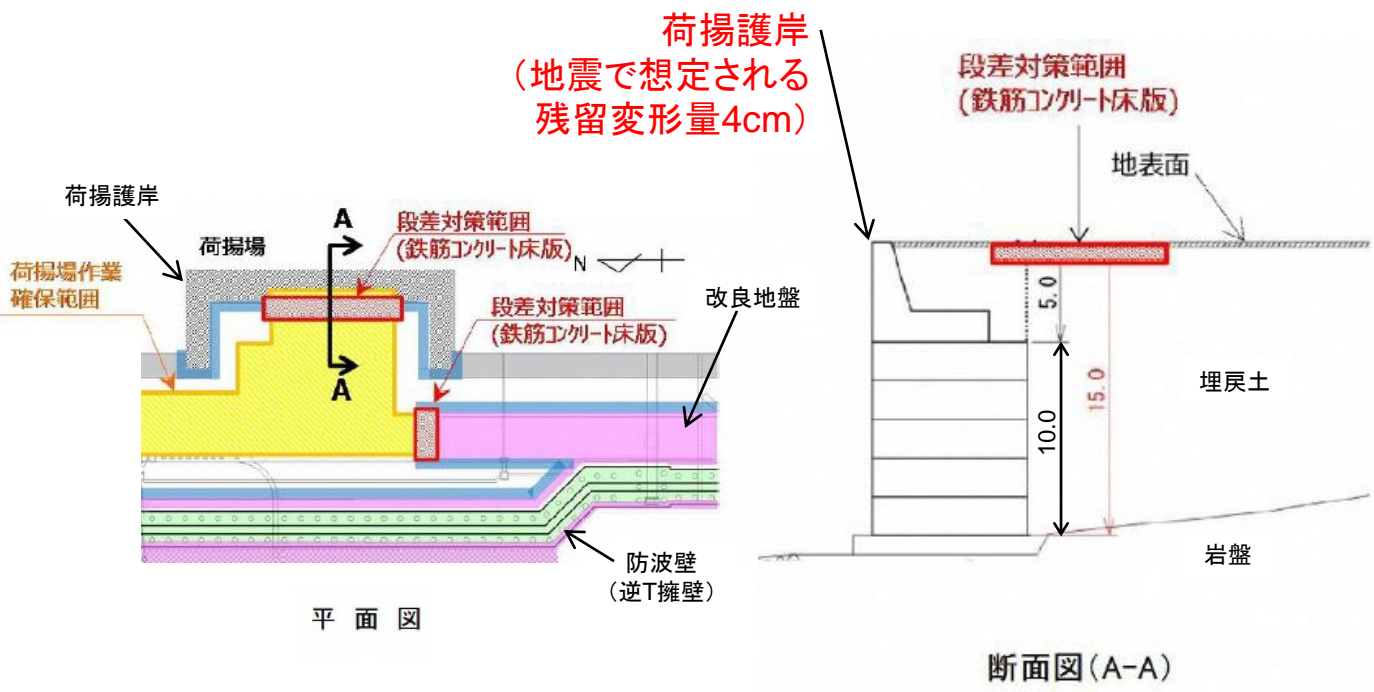 荷揚護岸
（地震で想定される
残留変形量4cm）
荷揚護岸
荷揚場
A
段差対策範囲
(鉄筋コンクリート床版)
N
荷揚場作業
確保範囲
段差対策範囲
(鉄筋コンクリート床版)
改良地盤
A
防波壁
（逆T擁壁）
平 面 図
段差対策範囲
(鉄筋コンクリート床版)
地表面
5.0
10.0
15.0
埋戻土
岩盤
断面図(A-A)